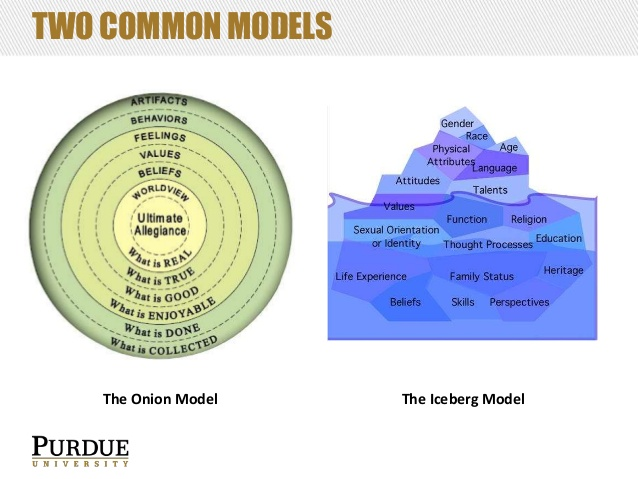 TWO COMMON MODELS
ARTIFACTS
BEHAVIORS
FEELINGS
VALUES
BELIEFS
WORLDVIEW
Ultimate
Allegiance
What is REAL
What is TRUE
What is GOOD
What is ENJOYABLE
What is DONE
What is COLLECTED
The Onion Model
Gender
Race
Physical
Attributes
Age
Language
Attitudes
Talents
Values
Function
Religion
Sexual Orientation
or Identity
Thought Processes
Education
Life Experience
Family Status
Heritage
Beliefs
Skills
Perspectives
The Iceberg Model
PURDUE
UNIVERSITY